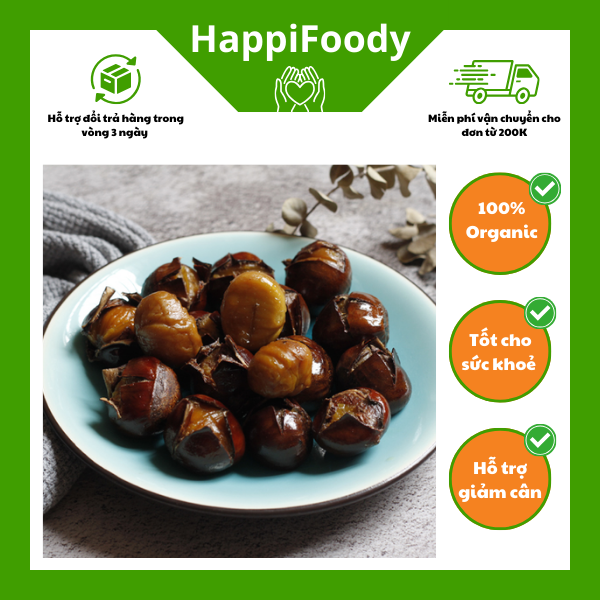 HappiFoody
Hỗ trợ đổi trả hàng trong
vòng 3 ngày
Miễn phí vận chuyển cho
đơn từ 200K
100%
Organic
Tốt cho
sức khoẻ
Hỗ trợ
giảm cân